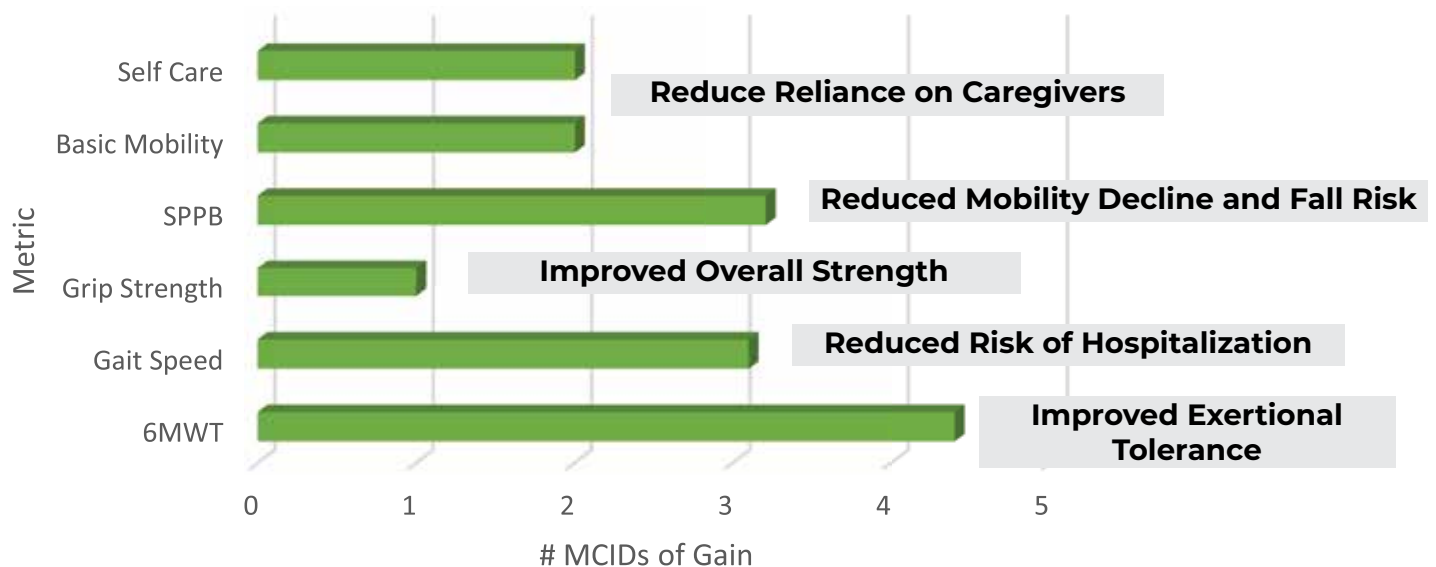 Self Care
Reduce Reliance on Caregivers
Basic Mobility
Reduced Mobility Decline and Fall Risk
SPPB
Metric
Improved Overall Strength
Grip Strength
Reduced Risk of Hospitalization
Gait Speed
Improved Exertional
Tolerance
6MWT
0 1 2 3 4 5
# MCIDs of Gain